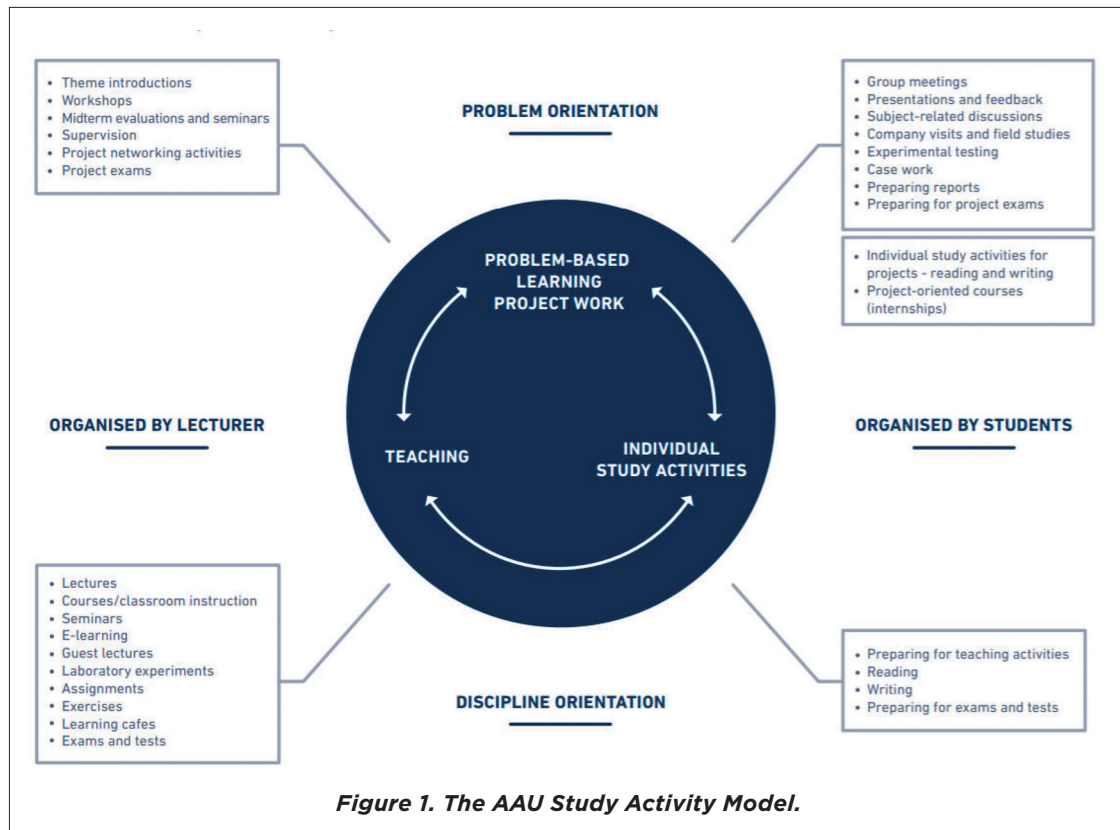 • Theme introductions
• Workshops
• Midterm evaluations and seminars
• Supervision
• Project networking activities
• Project exams
PROBLEM ORIENTATION
• Group meetings
• Presentations and feedback
• Subject-related discussions
• Company visits and field studies
• Experimental testing
• Case work
• Preparing reports
• Preparing for project exams
• Individual study activities for
projects - reading and writing
• Project-oriented courses
(internships)
PROBLEM-BASED
LEARNING
PROJECT WORK
ORGANISED BY LECTURER
TEACHING
INDIVIDUAL
STUDY ACTIVITIES
ORGANISED BY STUDENTS
• Lectures
• Courses/classroom instruction
• Seminars
• E-learning
• Guest lectures
• Laboratory experiments
• Assignments
• Exercises
• Learning cafes
• Exams and tests
DISCIPLINE ORIENTATION
• Preparing for teaching activities
• Reading
• Writing
• Preparing for exams and tests
Figure 1. The AAU Study Activity Model.